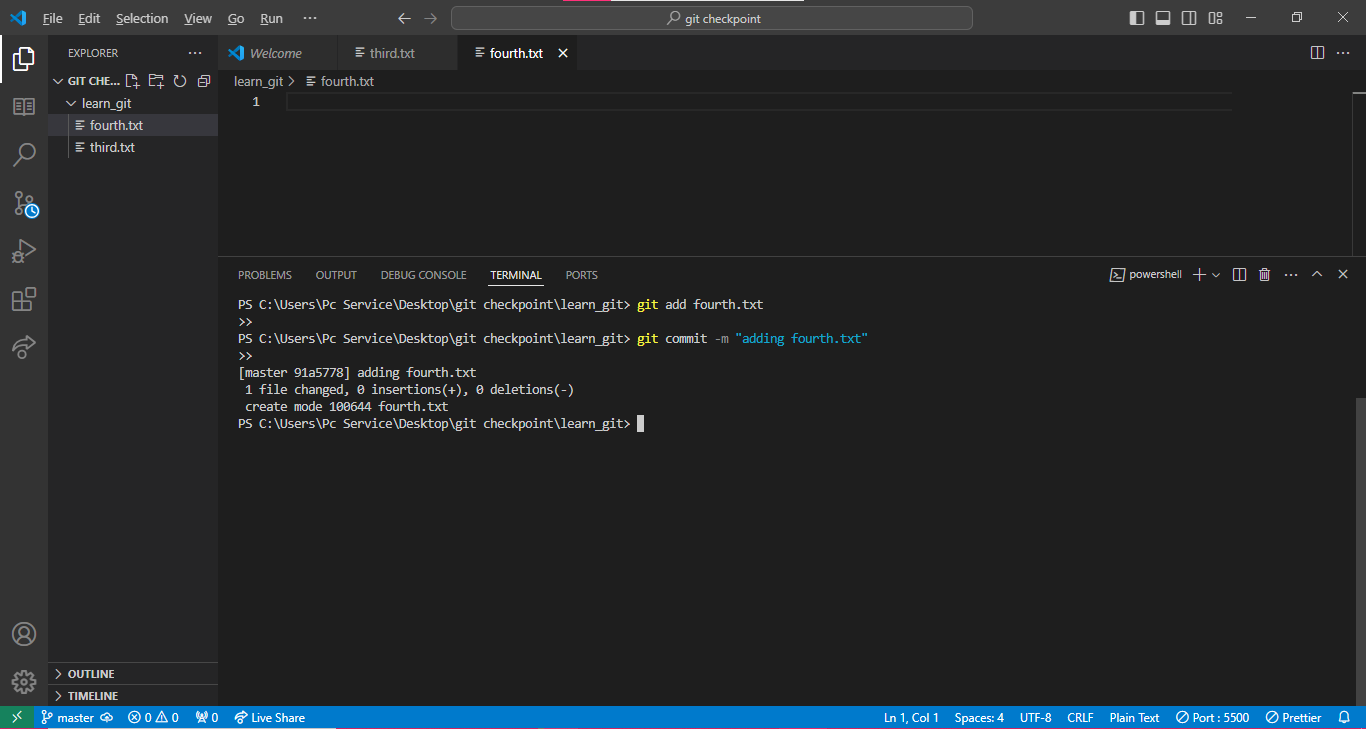 File Edit Selection View Go Run ··· git checkpoint
EXPLORER ···
GIT CHE...
learn_git
fourth.txt
third.txt
OUTLINE
TIMELINE
Welcome third.txt fourth.txt
learn_git > fourth.txt
1
PROBLEMS OUTPUT DEBUG CONSOLE TERMINAL PORTS powershell
PS C:\Users\Pc Service\Desktop\git checkpoint\learn_git> git add fourth.txt
>>
PS C:\Users\Pc Service\Desktop\git checkpoint\learn_git> git commit -m "adding fourth.txt"
>>
[master 91a5778] adding fourth.txt
1 file changed, 0 insertions(+), 0 deletions(-)
create mode 100644 fourth.txt
PS C:\Users\Pc Service\Desktop\git checkpoint\learn_git>
master 0 0 0 Live Share Ln 1, Col 1 Spaces: 4 UTF-8 CRLF Plain Text Port : 5500 Prettier